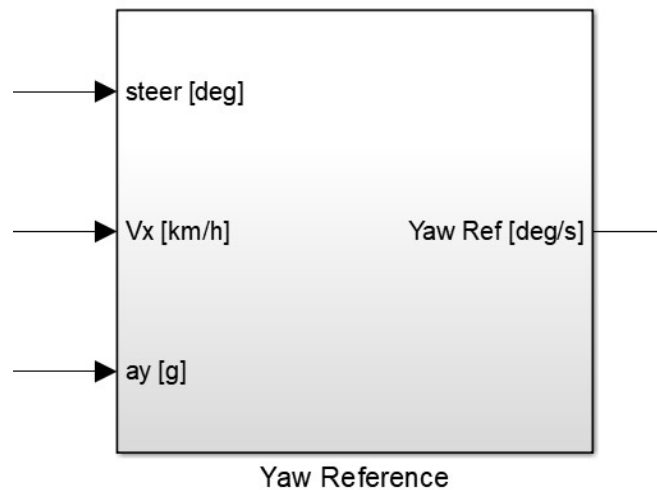 steer [deg]
Vx [km/h]
Yaw Ref [deg/s]
ay [g]
Yaw Reference